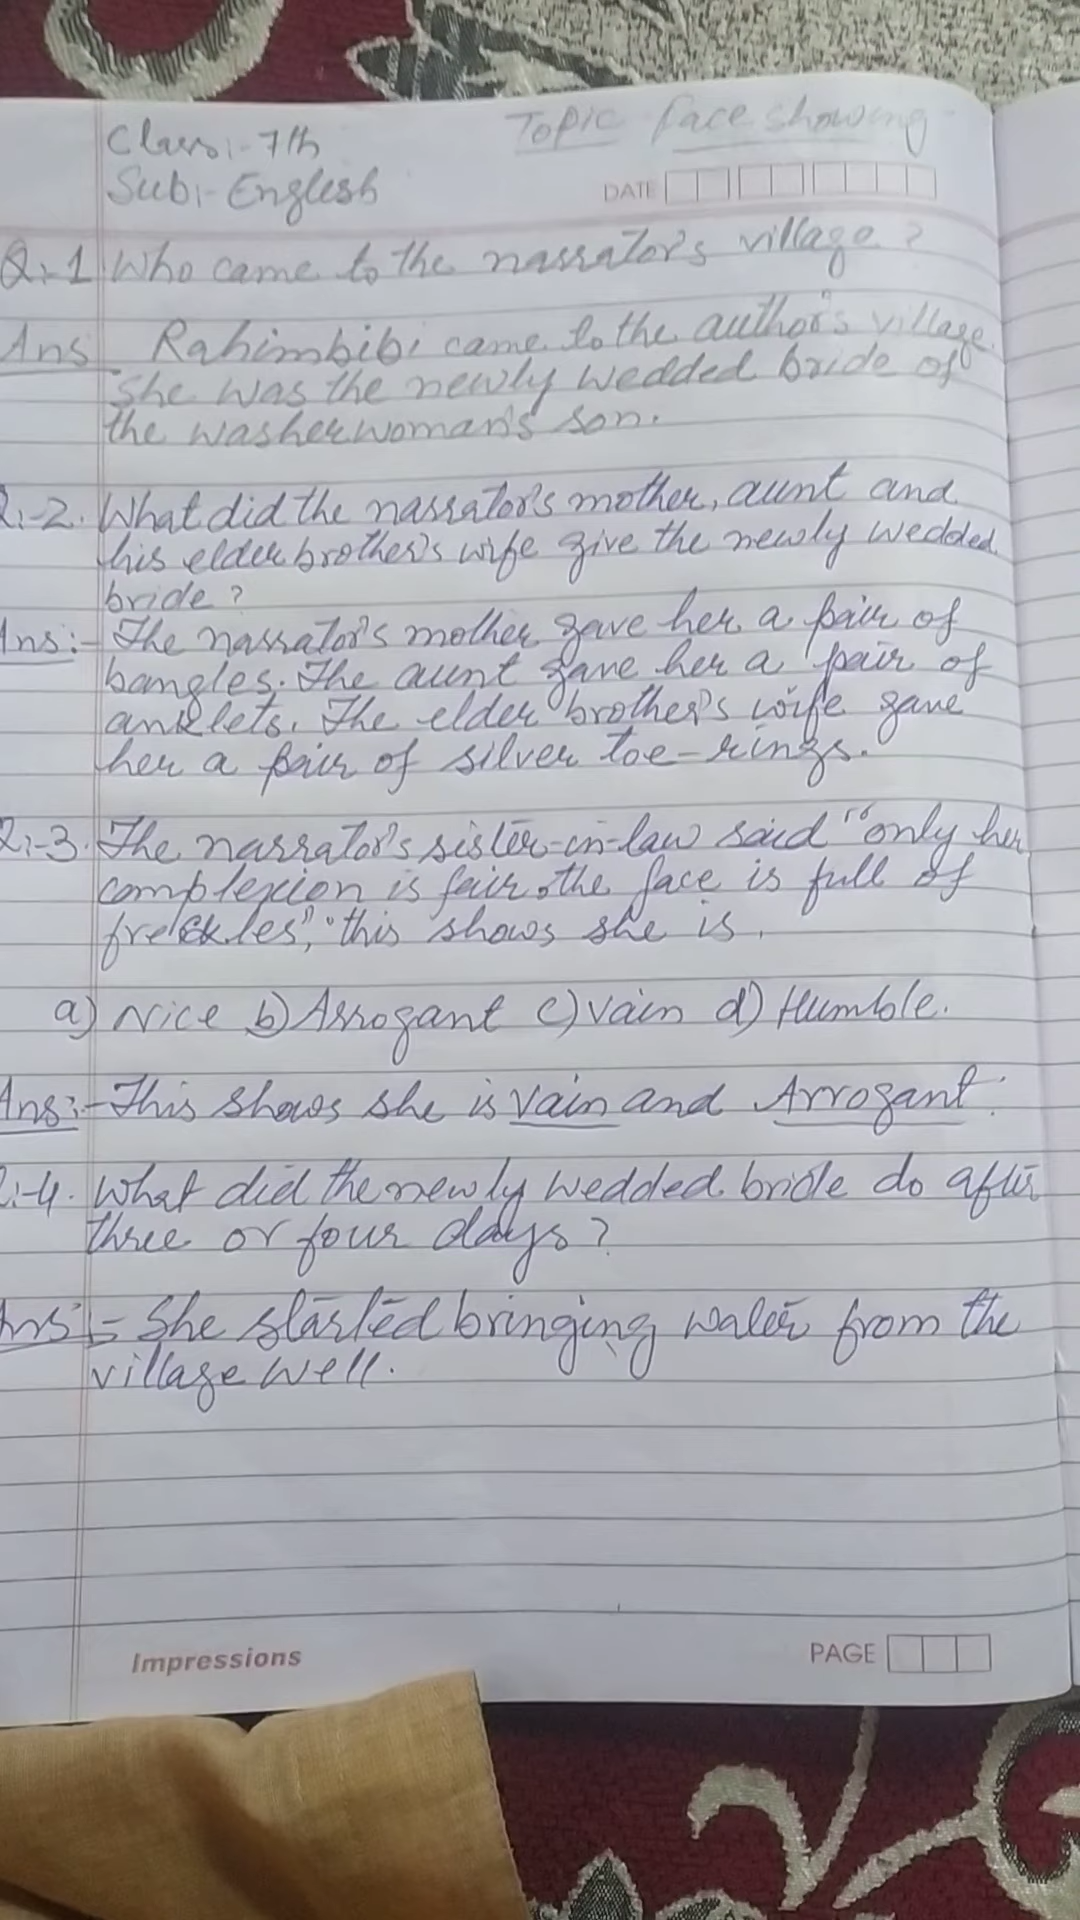 Class:- 7th
Topic face showing
Sub:- English
DATE
Q:-1 Who came to the narrator's village?
Ans Rahimbibi came to the author's village.
She was the newly wedded bride of
the washerwoman's son.
Q:-2. What did the narrator's mother, aunt and
his elder brother's wife give the newly wedded
bride?
Ans:- The narrator's mother gave her a pair of
bangles. The aunt gave her a pair of
anklets. The elder brother's wife gave
her a pair of silver toe-rings.
Q:-3. The narrator's sister-in-law said "only her
complexion is fair, the face is full of
freckles", this shows she is.
a) Nice b) Arrogant c) Vain d) Humble.
Ans:- This shows she is Vain and Arrogant.
Q:-4. What did the newly wedded bride do after
three or four days?
Ans:- She started bringing water from the
village well.
Impressions
PAGE